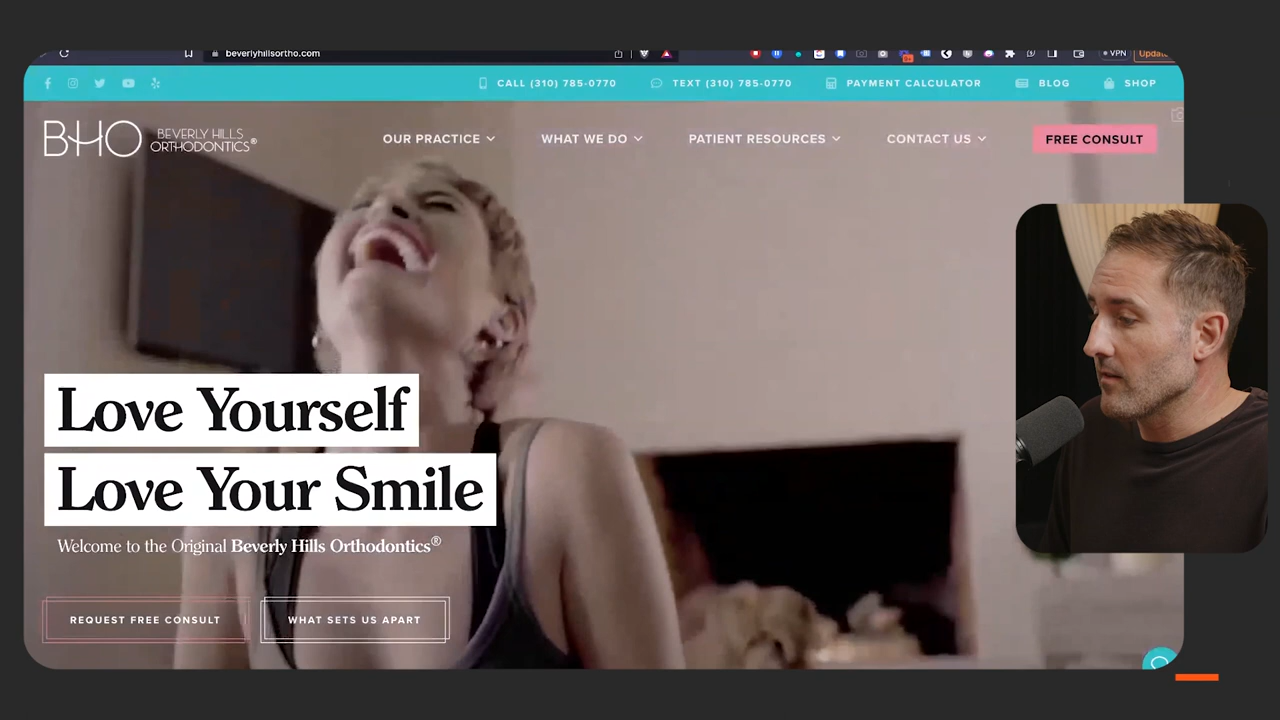 beverlyhillsortho.com
VPN
Update
CALL (310) 785-0770
TEXT (310) 785-0770
PAYMENT CALCULATOR
BLOG
SHOP
BHO BEVERLY HILLS ORTHODONTICS®
OUR PRACTICE
WHAT WE DO
PATIENT RESOURCES
CONTACT US
FREE CONSULT
Love Yourself
Love Your Smile
Welcome to the Original Beverly Hills Orthodontics®
REQUEST FREE CONSULT
WHAT SETS US APART